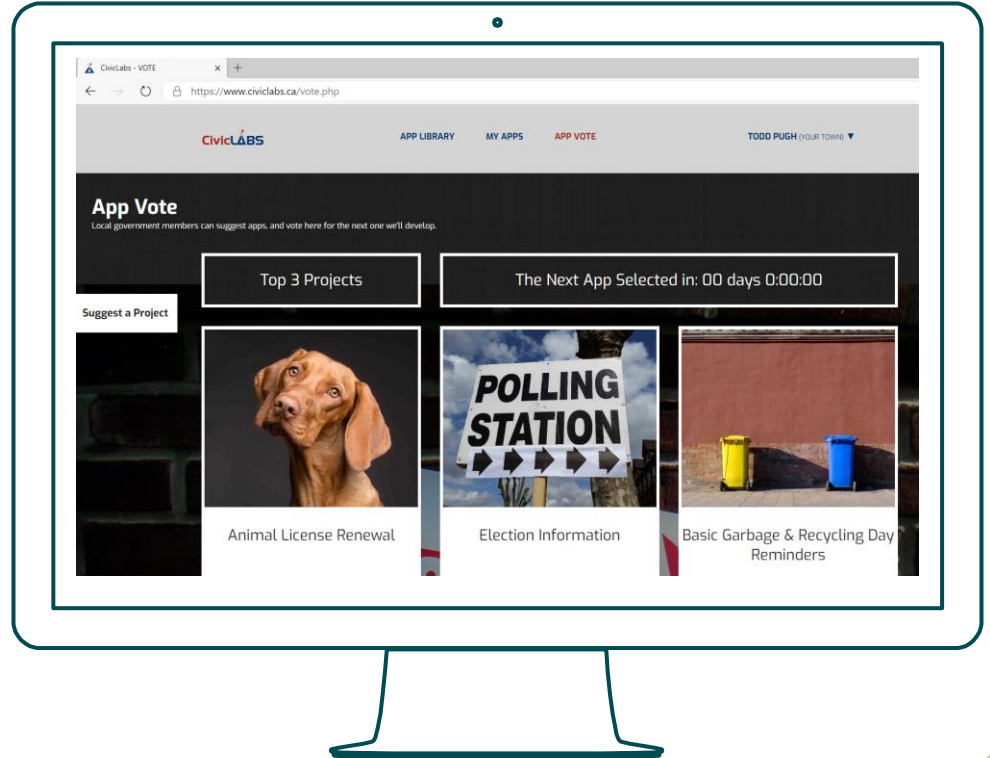 CivicLabs - VOTE
https://www.civiclabs.ca/vote.php
CivicLABS
APP LIBRARY
MY APPS
APP VOTE
TODD PUGH (YOUR TOWN) ▼
App Vote
Local government members can suggest apps, and vote here for the next one we'll develop.
Top 3 Projects
The Next App Selected in: 00 days 0:00:00
Suggest a Project
POLLING
STATION
Animal License Renewal
Election Information
Basic Garbage & Recycling Day
Reminders